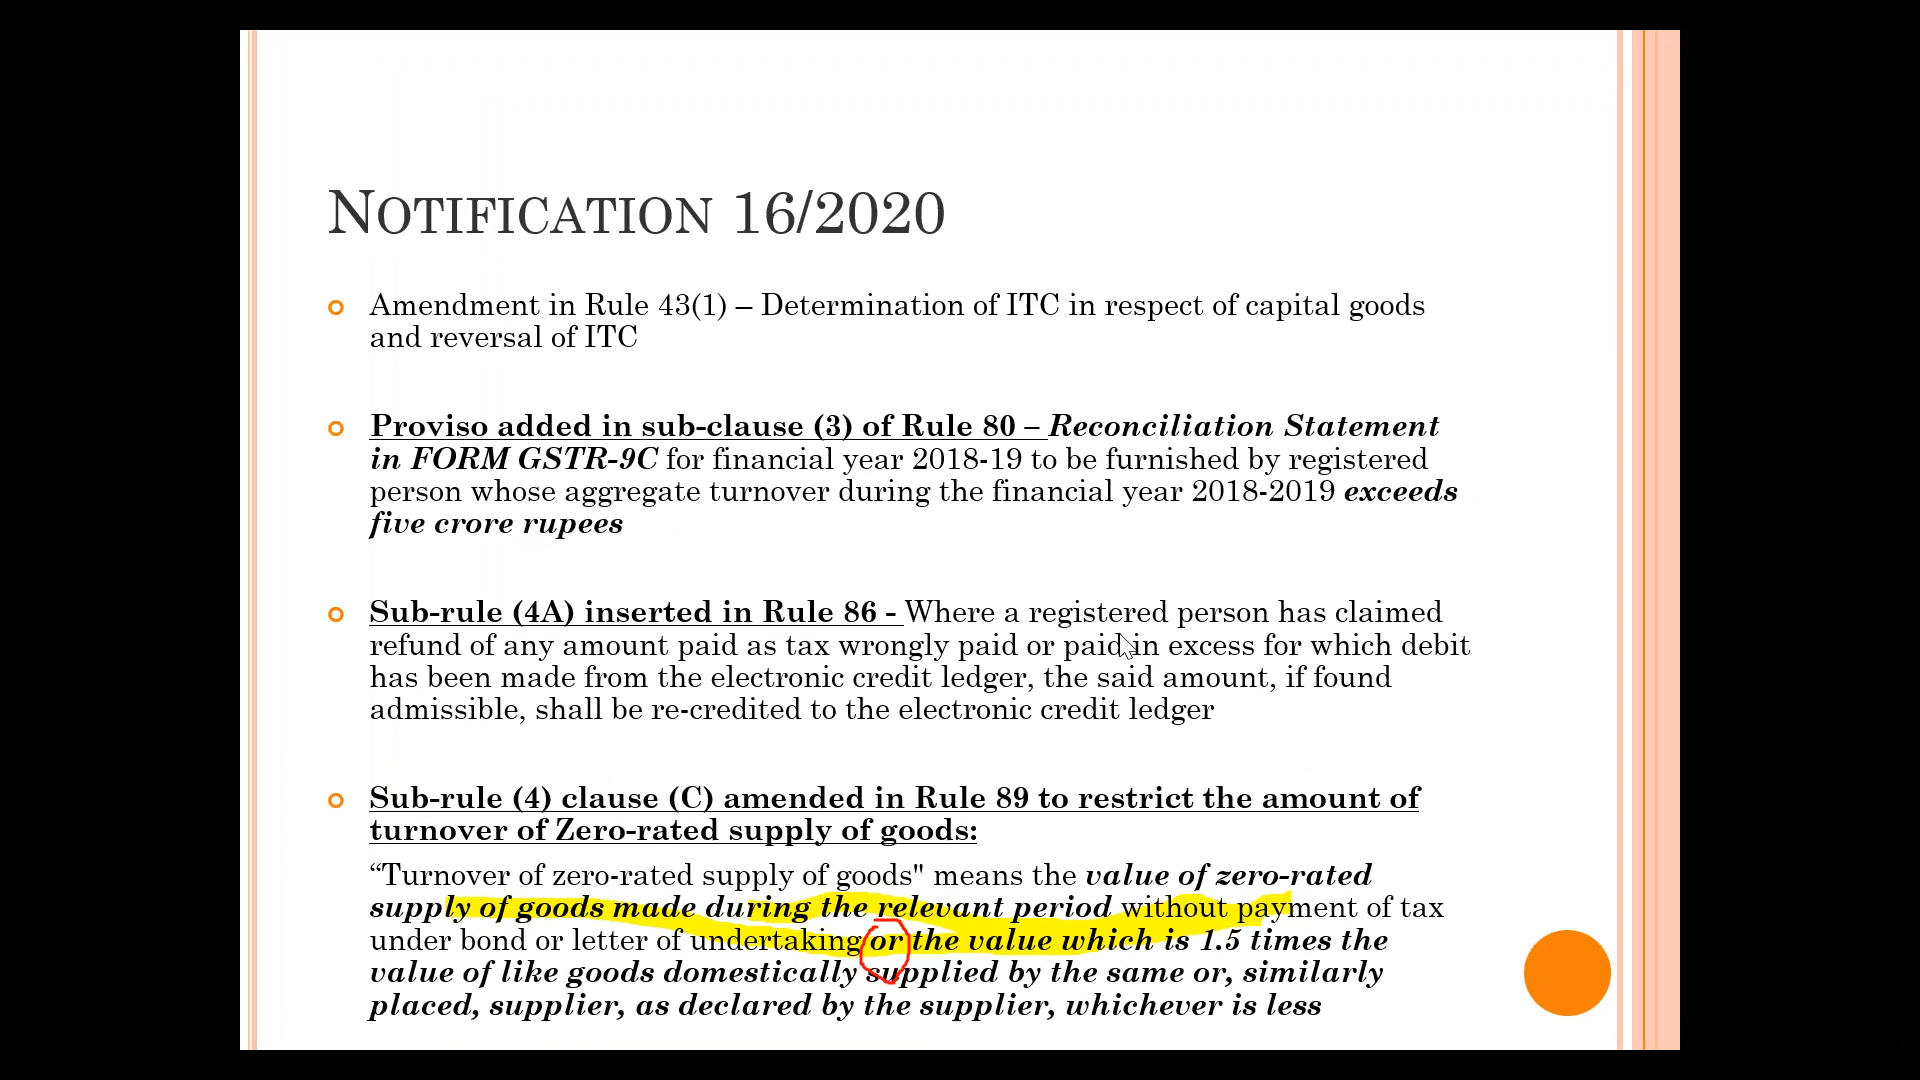 NOTIFICATION 16/2020
Amendment in Rule 43(1) – Determination of ITC in respect of capital goods
and reversal of ITC
Proviso added in sub-clause (3) of Rule 80 – Reconciliation Statement
in FORM GSTR-9C for financial year 2018-19 to be furnished by registered
person whose aggregate turnover during the financial year 2018-2019 exceeds
five crore rupees
Sub-rule (4A) inserted in Rule 86 - Where a registered person has claimed
refund of any amount paid as tax wrongly paid or paid in excess for which debit
has been made from the electronic credit ledger, the said amount, if found
admissible, shall be re-credited to the electronic credit ledger
Sub-rule (4) clause (C) amended in Rule 89 to restrict the amount of
turnover of Zero-rated supply of goods:
“Turnover of zero-rated supply of goods" means the value of zero-rated
supply of goods made during the relevant period without payment of tax
under bond or letter of undertaking or the value which is 1.5 times the
value of like goods domestically supplied by the same or, similarly
placed, supplier, as declared by the supplier, whichever is less